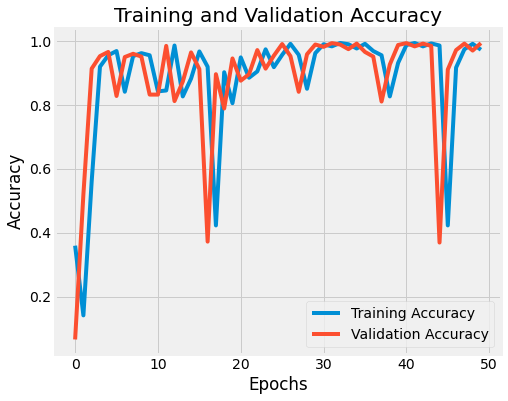 Training and Validation Accuracy
1.0
0.8
0.6
0.4
0.2
Accuracy
0
10
20
30
40
50
Epochs
Training Accuracy
Validation Accuracy